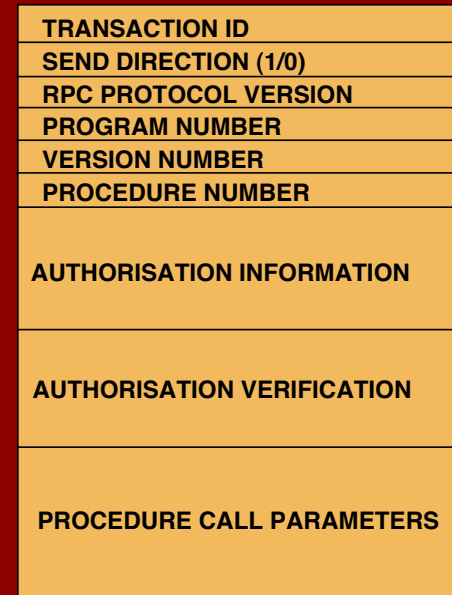 TRANSACTION ID
SEND DIRECTION (1/0)
RPC PROTOCOL VERSION
PROGRAM NUMBER
VERSION NUMBER
PROCEDURE NUMBER
AUTHORISATION INFORMATION
AUTHORISATION VERIFICATION
PROCEDURE CALL PARAMETERS